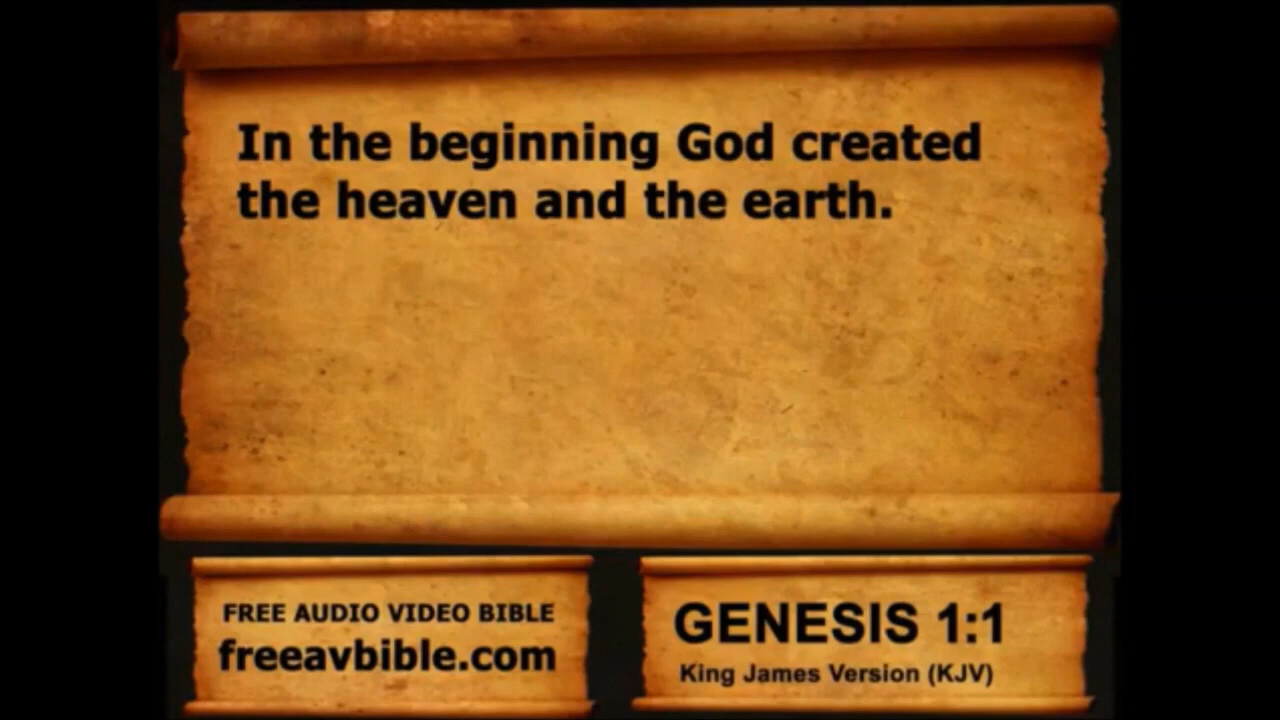 In the beginning God created
the heaven and the earth.
FREE AUDIO VIDEO BIBLE
freeavbible.com
GENESIS 1:1
King James Version (KJV)